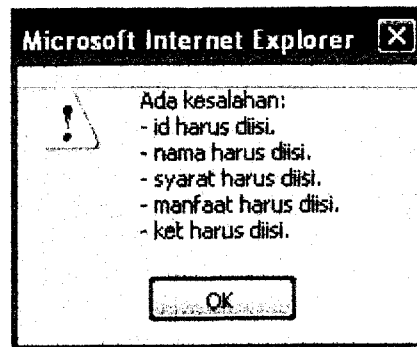 Microsoft Internet Explorer
Ada kesalahan:
- id harus diisi.
- nama harus diisi.
- syarat harus diisi.
- manfaat harus diisi.
- ket harus diisi.
OK